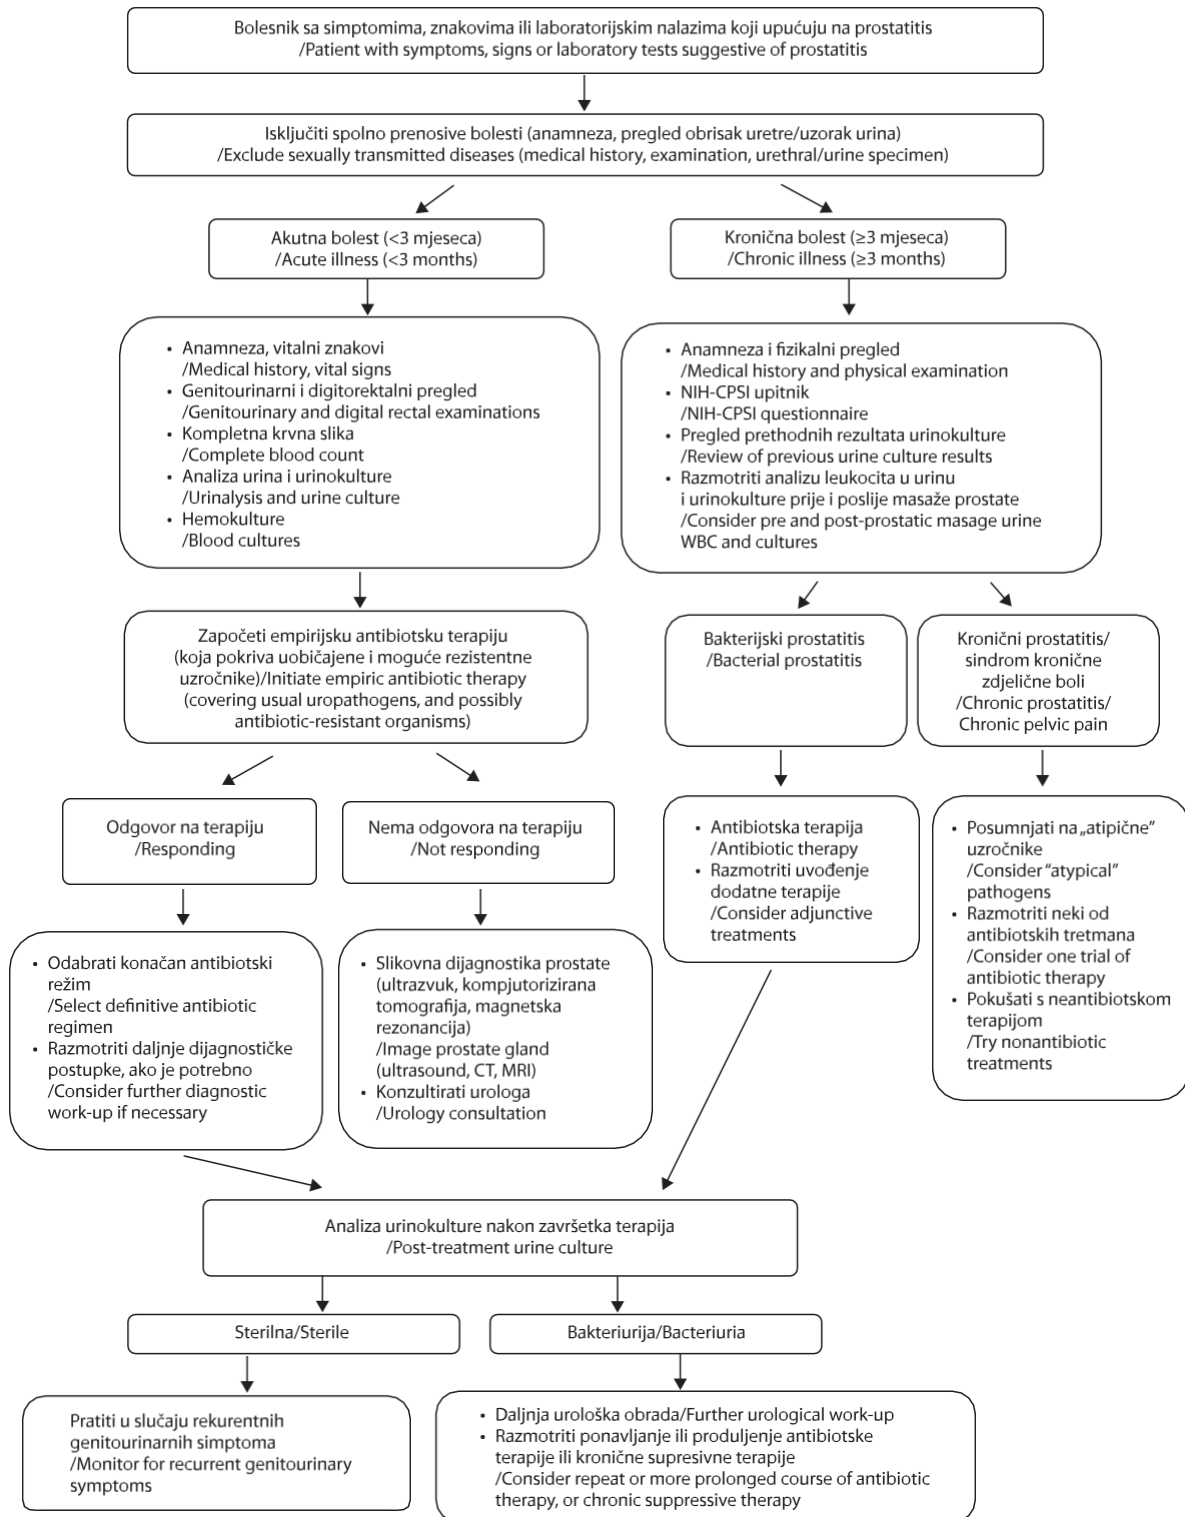 Bolesnik sa simptomima, znakovima ili laboratorijskim nalazima koji upućuju na prostatitis
/Patient with symptoms, signs or laboratory tests suggestive of prostatitis
Isključiti spolno prenosive bolesti (anamneza, pregled obrisak uretre/uzorak urina)
/Exclude sexually transmitted diseases (medical history, examination, urethral/urine specimen)
Akutna bolest (<3 mjeseca)
/Acute illness (<3 months)
Kronična bolest (≥3 mjeseca)
/Chronic illness (≥3 months)
• Anamneza, vitalni znakovi
/Medical history, vital signs
• Genitourinarni i digitorektalni pregled
/Genitourinary and digital rectal examinations
• Kompletna krvna slika
/Complete blood count
• Analiza urina i urinokulture
/Urinalysis and urine culture
• Hemokulture
/Blood cultures
• Anamneza i fizikalni pregled
/Medical history and physical examination
• NIH-CPSI upitnik
/NIH-CPSI questionnaire
• Pregled prethodnih rezultata urinokulture
/Review of previous urine culture results
• Razmotriti analizu leukocita u urinu
i urinokulture prije i poslije masaže prostate
/Consider pre and post-prostatic masage urine
WBC and cultures
Započeti empirijsku antibiotsku terapiju
(koja pokriva uobičajene i moguće rezistentne
uzročnike)/Initiate empiric antibiotic therapy
(covering usual uropathogens, and possibly
antibiotic-resistant organisms)
Bakterijski prostatitis
/Bacterial prostatitis
Kronični prostatitis/
sindrom kronične
zdjelične boli
/Chronic prostatitis/
Chronic pelvic pain
Odgovor na terapiju
/Responding
Nema odgovora na terapiju
/Not responding
• Antibiotska terapija
/Antibiotic therapy
• Razmotriti uvođenje
dodatne terapije
/Consider adjunctive
treatments
• Posumnjati na „atipične”
uzročnike
/Consider “atypical”
pathogens
• Razmotriti neki od
antibiotskih tretmana
/Consider one trial of
antibiotic therapy
• Pokušati s neantibiotskom
terapijom
/Try nonantibiotic
treatments
• Odabrati konačan antibiotski
režim
/Select definitive antibiotic
regimen
• Razmotriti daljnje dijagnostičke
postupke, ako je potrebno
/Consider further diagnostic
work-up if necessary
• Slikovna dijagnostika prostate
(ultrazvuk, kompjutorizirana
tomografija, magnetska
rezonancija)
/Image prostate gland
(ultrasound, CT, MRI)
• Konzultirati urologa
/Urology consultation
Analiza urinokulture nakon završetka terapija
/Post-treatment urine culture
Sterilna/Sterile
Bakteriurija/Bacteriuria
Pratiti u slučaju rekurentnih
genitourinarnih simptoma
/Monitor for recurrent genitourinary
symptoms
• Daljnja urološka obrada/Further urological work-up
• Razmotriti ponavljanje ili produljenje antibiotske
terapije ili kronične supresivne terapije
/Consider repeat or more prolonged course of antibiotic
therapy, or chronic suppressive therapy